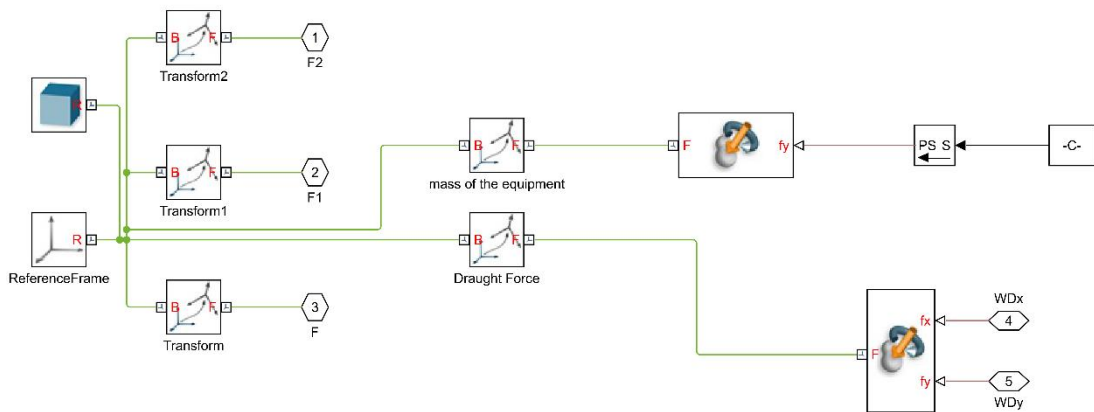 B F
1
Transform2
F2
R
B F
F
fy
PS S
-C-
B F
2
mass of the equipment
Transform1
F1
R
B F
ReferenceFrame
Draught Force
B F
3
Transform
F
WDx
fx
4
F
fy
5
WDy